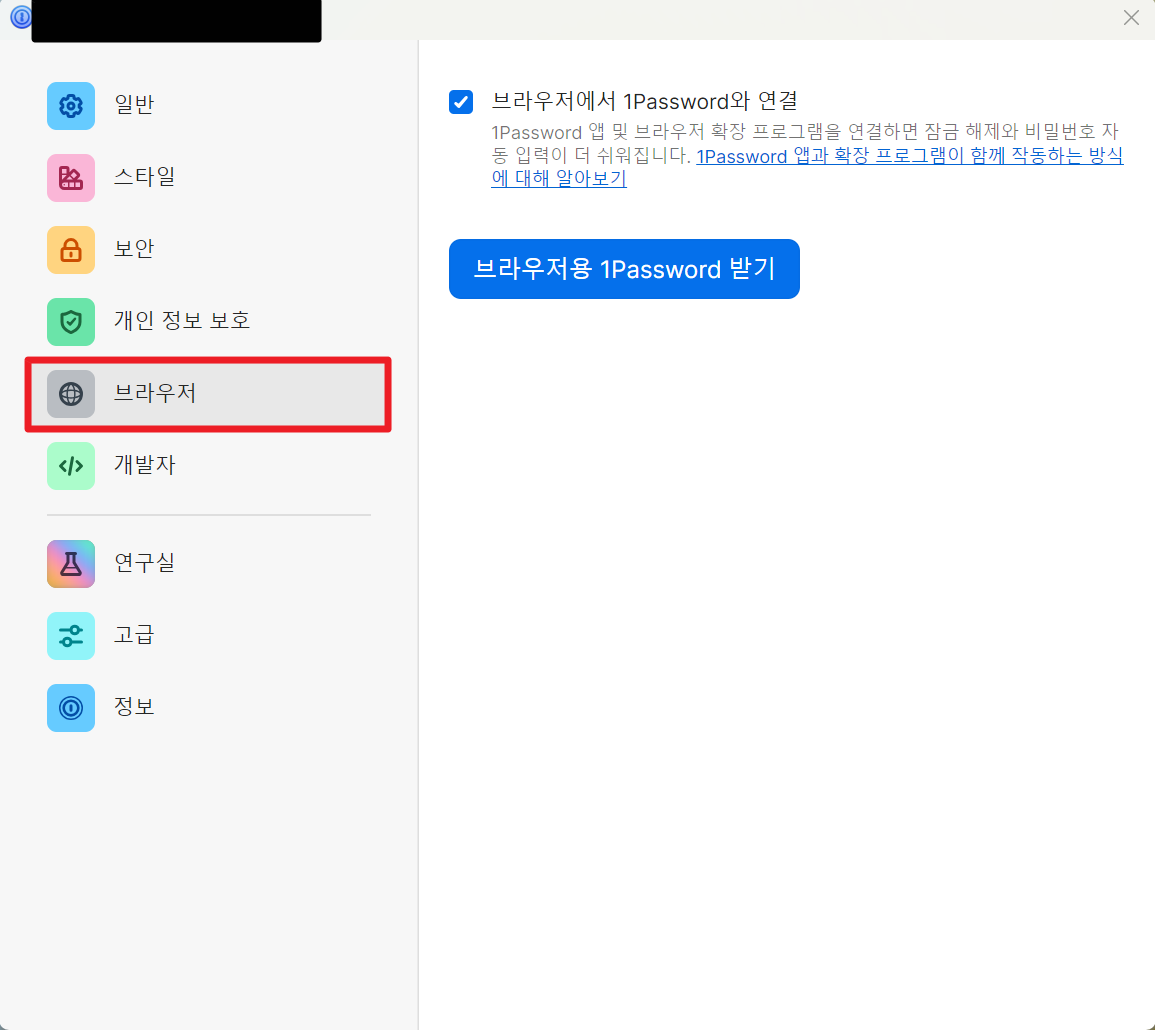 일반
스타일
보안
개인 정보 보호
브라우저
개발자
연구실
고급
정보
브라우저에서 1Password와 연결
1Password 앱 및 브라우저 확장 프로그램을 연결하면 잠금 해제와 비밀번호 자
동 입력이 더 쉬워집니다. 1Password 앱과 확장 프로그램이 함께 작동하는 방식
에 대해 알아보기
브라우저용 1Password 받기